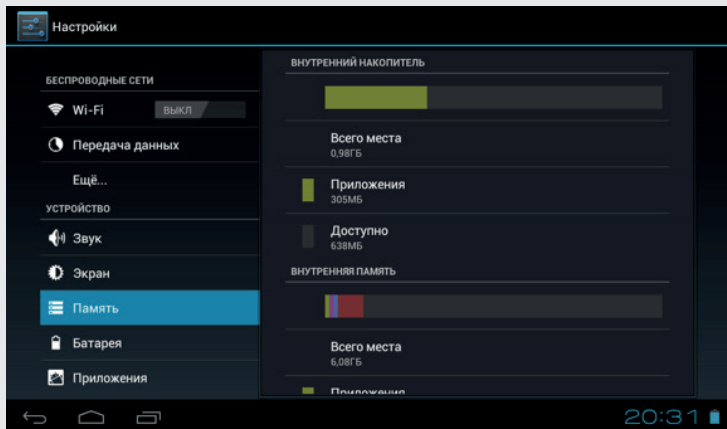 Настройки
БЕСПРОВОДНЫЕ СЕТИ
Wi-Fi
ВЫКЛ
Передача данных
Ещё...
УСТРОЙСТВО
Звук
Экран
Память
Батарея
Приложения
ВНУТРЕННИЙ НАКОПИТЕЛЬ
Всего места
0,98ГБ
Приложения
305МБ
Доступно
638МБ
ВНУТРЕННЯЯ ПАМЯТЬ
Всего места
6,08ГБ
Приложения
20:31